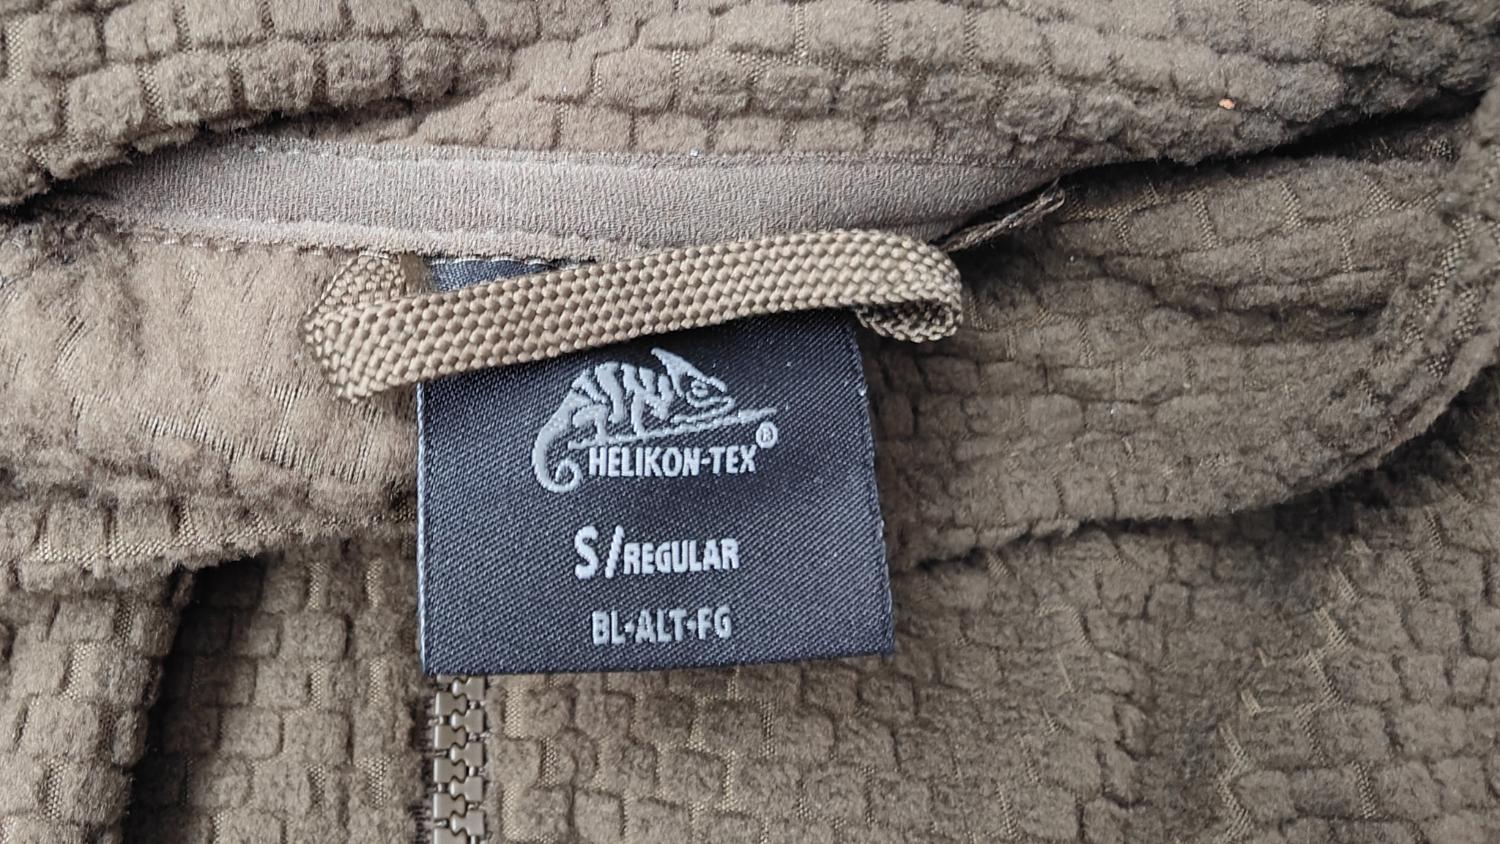 HELIKON-TEX®
S/REGULAR
BL-ALT-FG